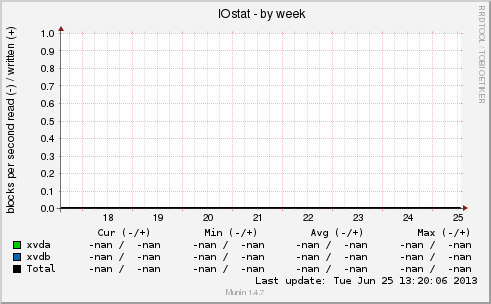 IOstat - by week
RRDTOOL / TOBI OETIKER
blocks per second read (-) / written (+)
1.0
0.9
0.8
0.7
0.6
0.5
0.4
0.3
0.2
0.1
0.0
18 19 20 21 22 23 24 25
Cur (-/+) Min (-/+) Avg (-/+) Max (-/+)
xvda -nan / -nan -nan / -nan -nan / -nan -nan / -nan
xvdb -nan / -nan -nan / -nan -nan / -nan -nan / -nan
Total -nan / -nan -nan / -nan -nan / -nan -nan / -nan
Last update: Tue Jun 25 13:20:06 2013
Munin 1.4.7